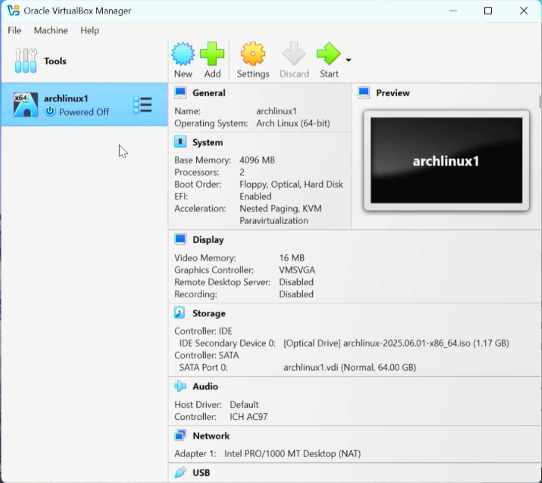 Oracle VirtualBox Manager
File Machine Help
Tools
New Add Settings Discard Start
x64
archlinux1
Powered Off
General
Name: archlinux1
Operating System: Arch Linux (64-bit)
Preview
archlinux1
System
Base Memory: 4096 MB
Processors: 2
Boot Order: Floppy, Optical, Hard Disk
EFI: Enabled
Acceleration: Nested Paging, KVM
Paravirtualization
Display
Video Memory: 16 MB
Graphics Controller: VMSVGA
Remote Desktop Server: Disabled
Recording: Disabled
Storage
Controller: IDE
IDE Secondary Device 0: [Optical Drive] archlinux-2025.06.01-x86_64.iso (1.17 GB)
Controller: SATA
SATA Port 0: archlinux1.vdi (Normal, 64.00 GB)
Audio
Host Driver: Default
Controller: ICH AC97
Network
Adapter 1: Intel PRO/1000 MT Desktop (NAT)
USB